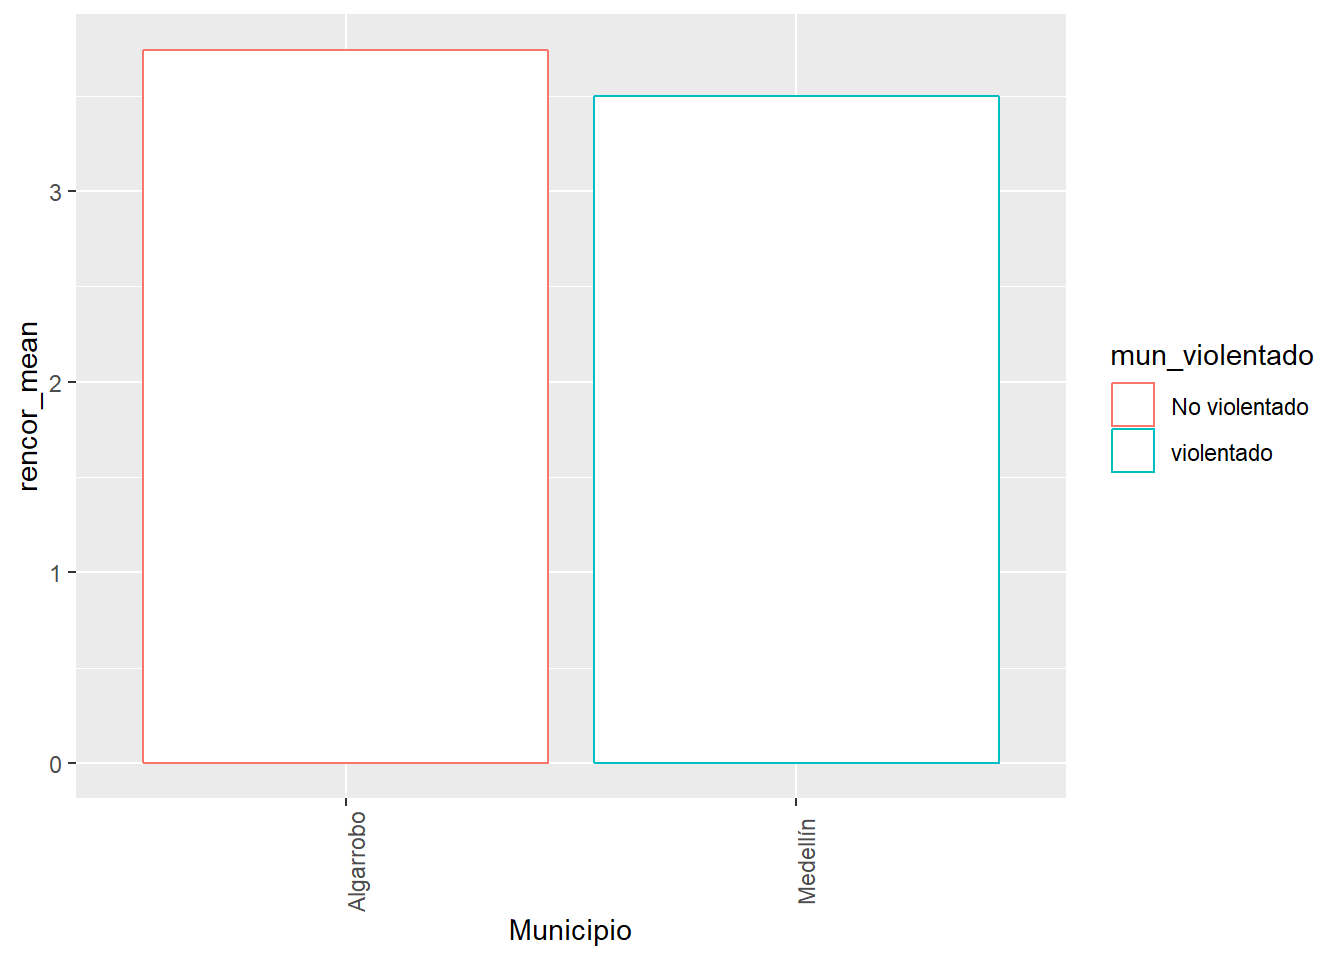 rencor_mean
3
2
1
0
Algarrobo
Medellín
Municipio
mun_violentado
No violentado
violentado